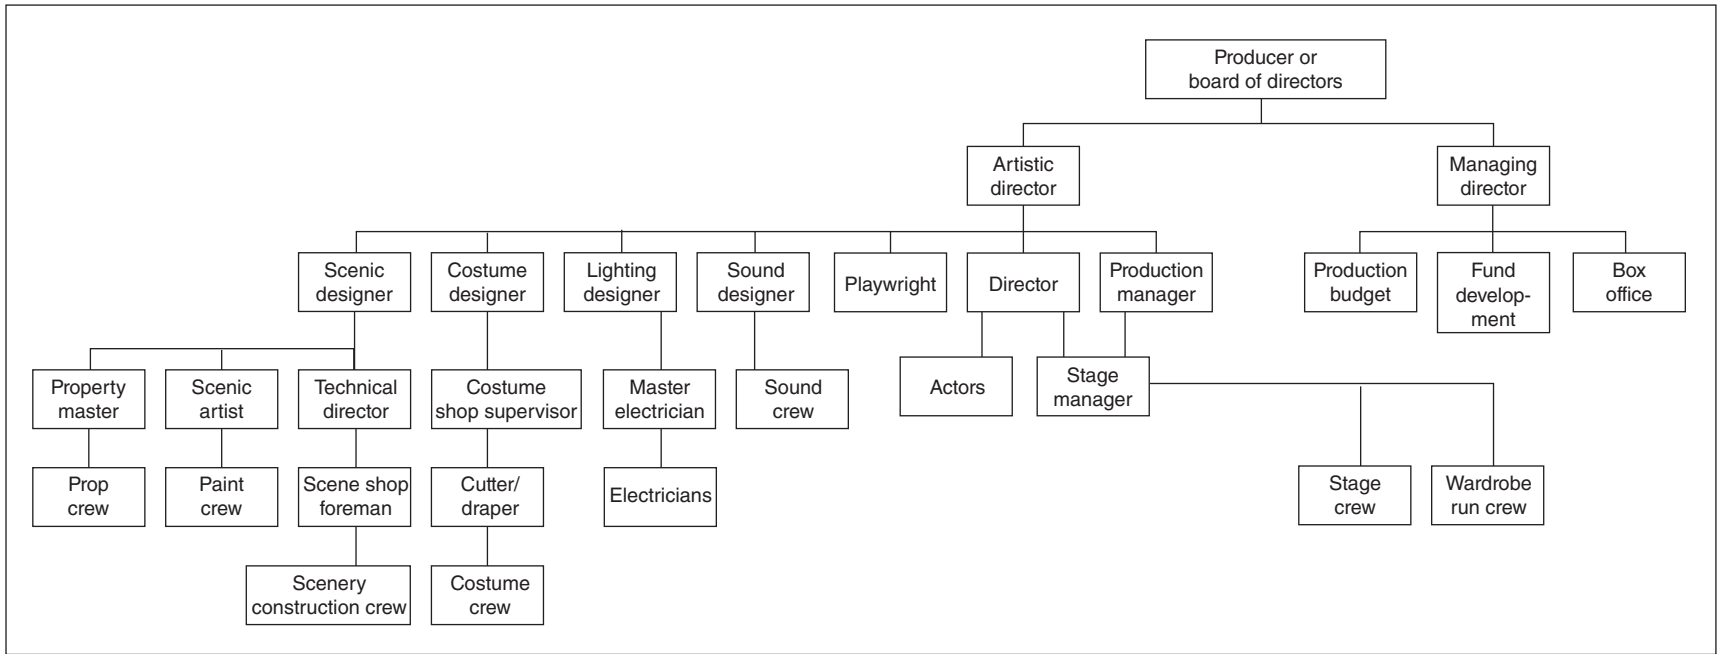 Producer or
board of directors
Artistic
director
Managing
director
Scenic
designer
Costume
designer
Lighting
designer
Sound
designer
Playwright
Director
Production
manager
Production
budget
Fund
develop-
ment
Box
office
Property
master
Scenic
artist
Technical
director
Costume
shop supervisor
Master
electrician
Sound
crew
Actors
Stage
manager
Prop
crew
Paint
crew
Scene shop
foreman
Cutter/
draper
Electricians
Stage
crew
Wardrobe
run crew
Scenery
construction crew
Costume
crew